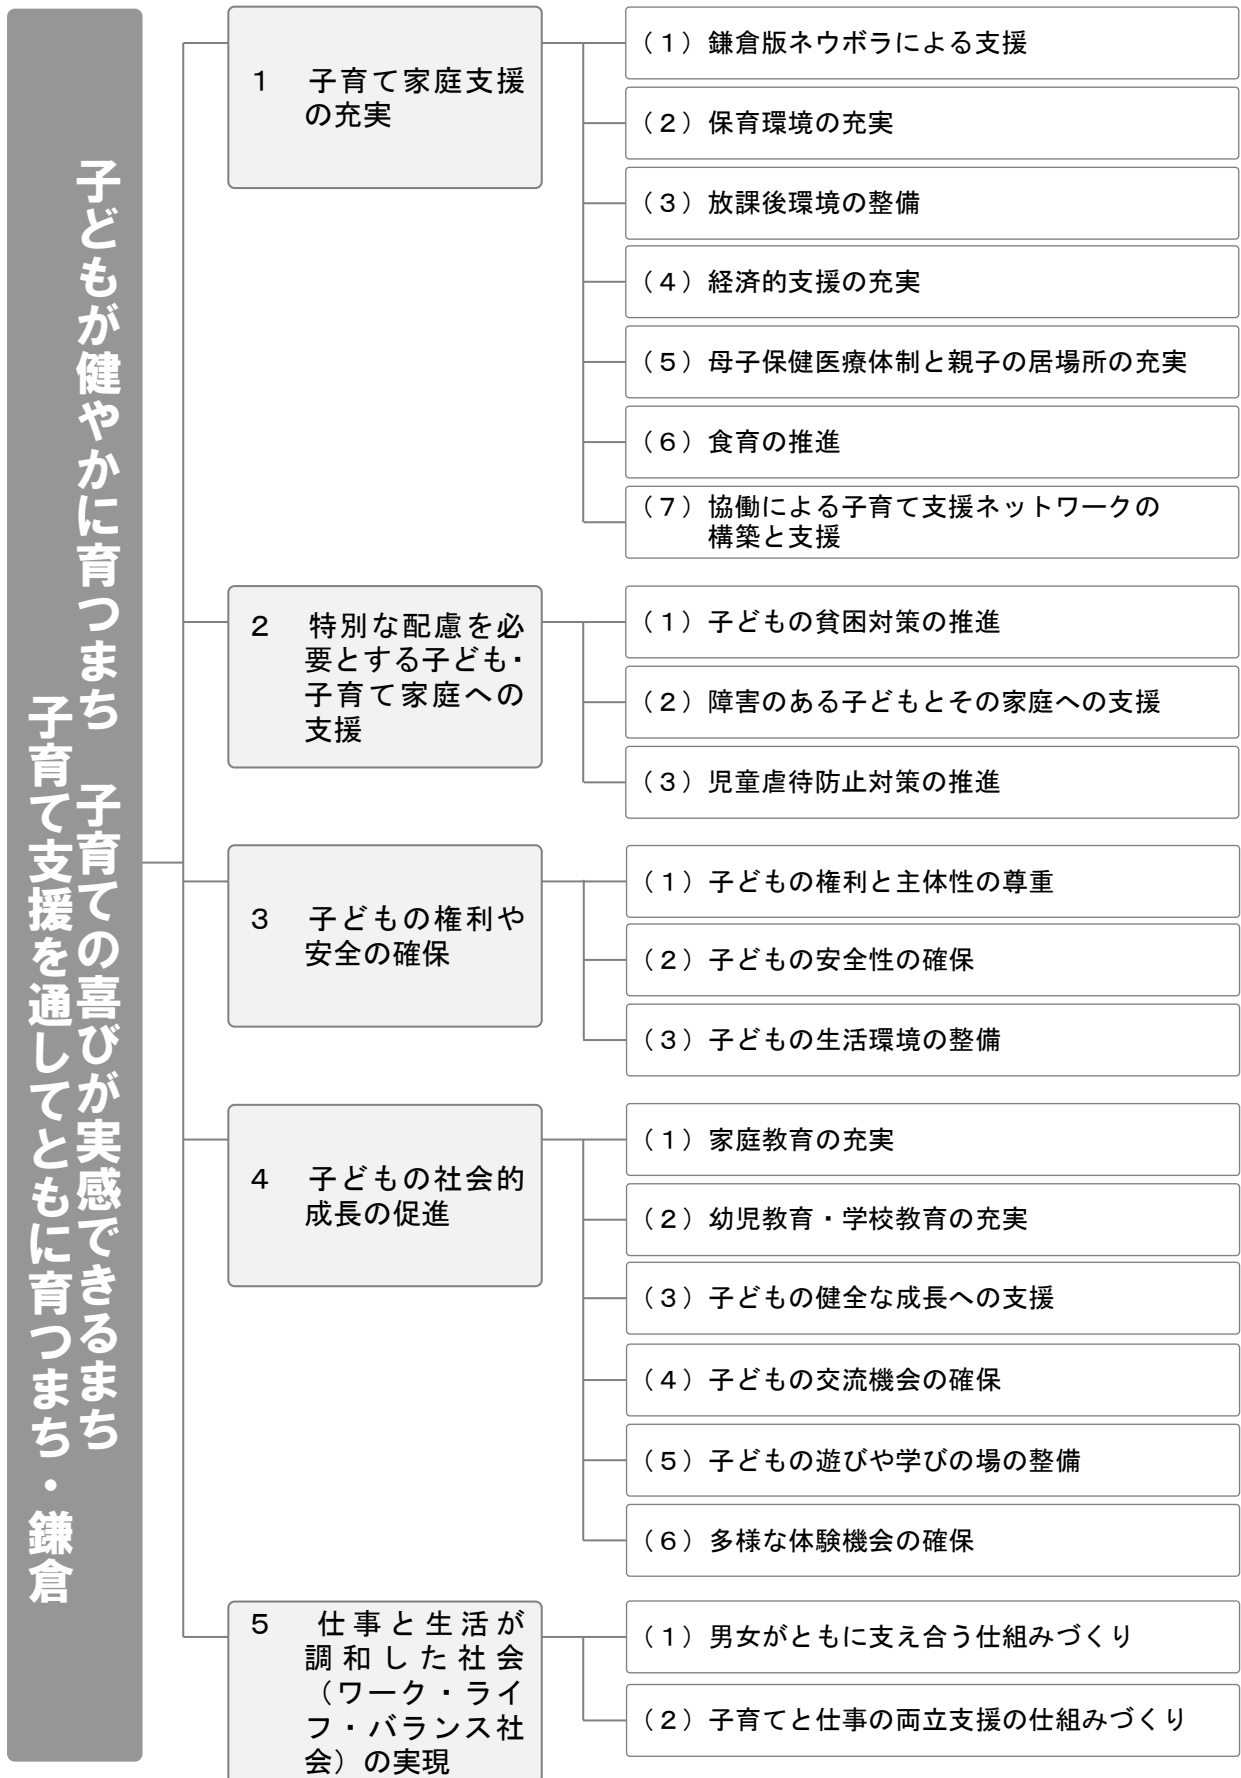 子どもが健やかに育つまち　子育ての喜びが実感できるまち
子育て支援を通してともに育つまち・鎌倉
１　子育て家庭支援
の充実
（１）鎌倉版ネウボラによる支援
（２）保育環境の充実
（３）放課後環境の整備
（４）経済的支援の充実
（５）母子保健医療体制と親子の居場所の充実
（６）食育の推進
（７）協働による子育て支援ネットワークの
構築と支援
２　特別な配慮を必
要とする子ども・
子育て家庭への
支援
（１）子どもの貧困対策の推進
（２）障害のある子どもとその家庭への支援
（３）児童虐待防止対策の推進
３　子どもの権利や
安全の確保
（１）子どもの権利と主体性の尊重
（２）子どもの安全性の確保
（３）子どもの生活環境の整備
４　子どもの社会的
成長の促進
（１）家庭教育の充実
（２）幼児教育・学校教育の充実
（３）子どもの健全な成長への支援
（４）子どもの交流機会の確保
（５）子どもの遊びや学びの場の整備
（６）多様な体験機会の確保
５　仕事と生活が
調和した社会
（ワーク・ライ
フ・バランス社
会）の実現
（１）男女がともに支え合う仕組みづくり
（２）子育てと仕事の両立支援の仕組みづくり